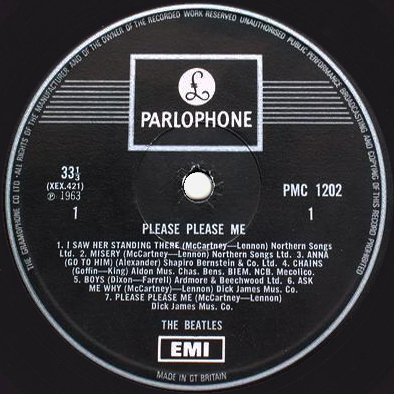 THE GRAMOPHONE CO LTD · ALL RIGHTS OF THE MANUFACTURER AND OF THE OWNER OF THE RECORDED WORK RESERVED UNAUTHORISED PUBLIC PERFORMANCE BROADCASTING AND COPYING OF THIS RECORD PROHIBITED
£
PARLOPHONE
33⅓
(XEX.421)
℗ 1963
1
PMC 1202
1
PLEASE PLEASE ME
1. I SAW HER STANDING THERE (McCartney—Lennon) Northern Songs
Ltd. 2. MISERY (McCartney—Lennon) Northern Songs Ltd. 3. ANNA
(GO TO HIM) (Alexander) Shapiro Bernstein & Co. Ltd. 4. CHAINS
(Goffin—King) Aldon Mus. Chas. Bens. BIEM. NCB. Mecolico.
5. BOYS (Dixon—Farrell) Ardmore & Beechwood Ltd. 6. ASK
ME WHY (McCartney—Lennon) Dick James Mus. Co.
7. PLEASE PLEASE ME (McCartney—Lennon)
Dick James Mus. Co.
THE BEATLES
EMI
MADE IN GT BRITAIN